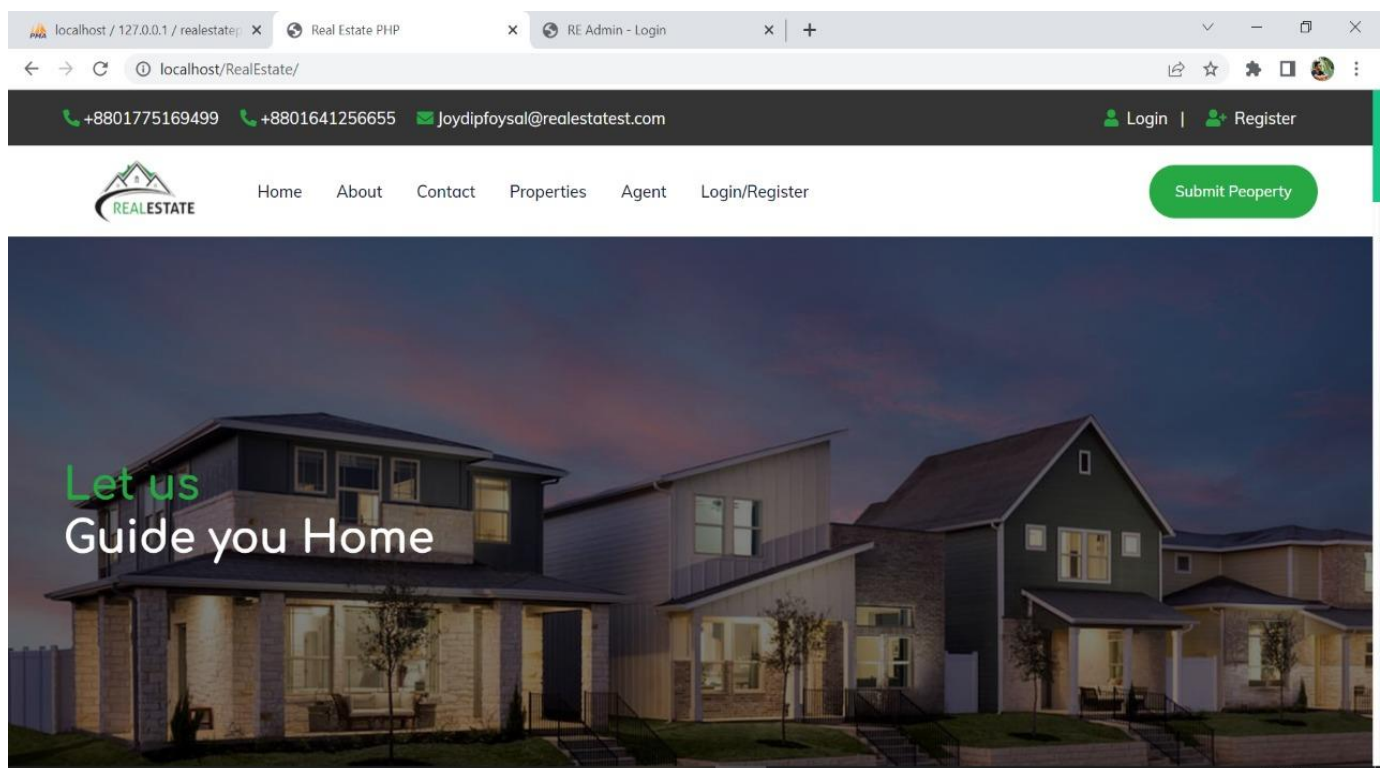 PMA localhost / 127.0.0.1 / realestatep
Real Estate PHP
RE Admin - Login
localhost/RealEstate/
+8801775169499 +8801641256655 Joydipfoysal@realestatest.com Login | Register
REALESTATE
Home About Contact Properties Agent Login/Register
Submit Peoperty
Let us
Guide you Home